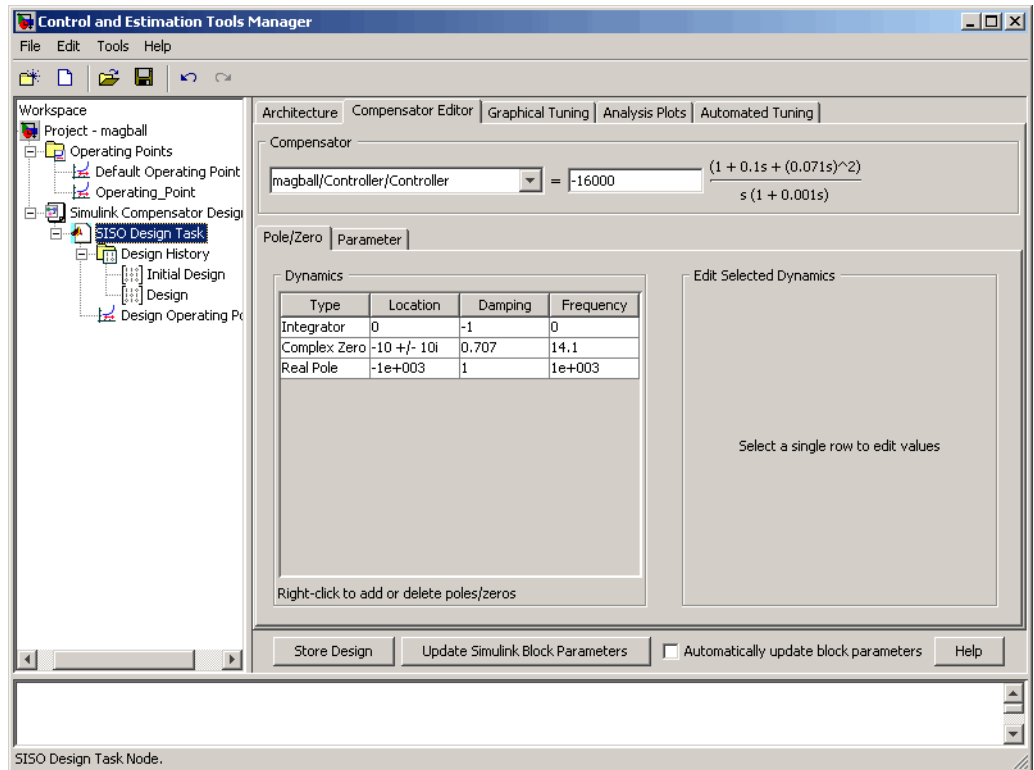 Control and Estimation Tools Manager
File Edit Tools Help
Workspace
Project - magball
Operating Points
Default Operating Point
Operating_Point
Simulink Compensator Desig
SISO Design Task
Design History
Initial Design
Design
Design Operating Po
Architecture Compensator Editor Graphical Tuning Analysis Plots Automated Tuning
Compensator
magball/Controller/Controller = -16000
(1 + 0.1s + (0.071s)^2)
s (1 + 0.001s)
Pole/Zero Parameter
Dynamics
Type Location Damping Frequency
Integrator 0 -1 0
Complex Zero -10 +/- 10i 0.707 14.1
Real Pole -1e+003 1 1e+003
Right-click to add or delete poles/zeros
Edit Selected Dynamics
Select a single row to edit values
Store Design Update Simulink Block Parameters Automatically update block parameters Help
SISO Design Task Node.